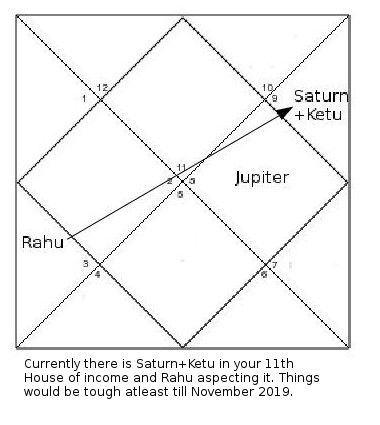 12
1
10
9
Saturn
+Ketu
11
2
5
Jupiter
Rahu
3
4
7
6
Currently there is Saturn+Ketu in your 11th
House of income and Rahu aspecting it. Things
would be tough atleast till November 2019.